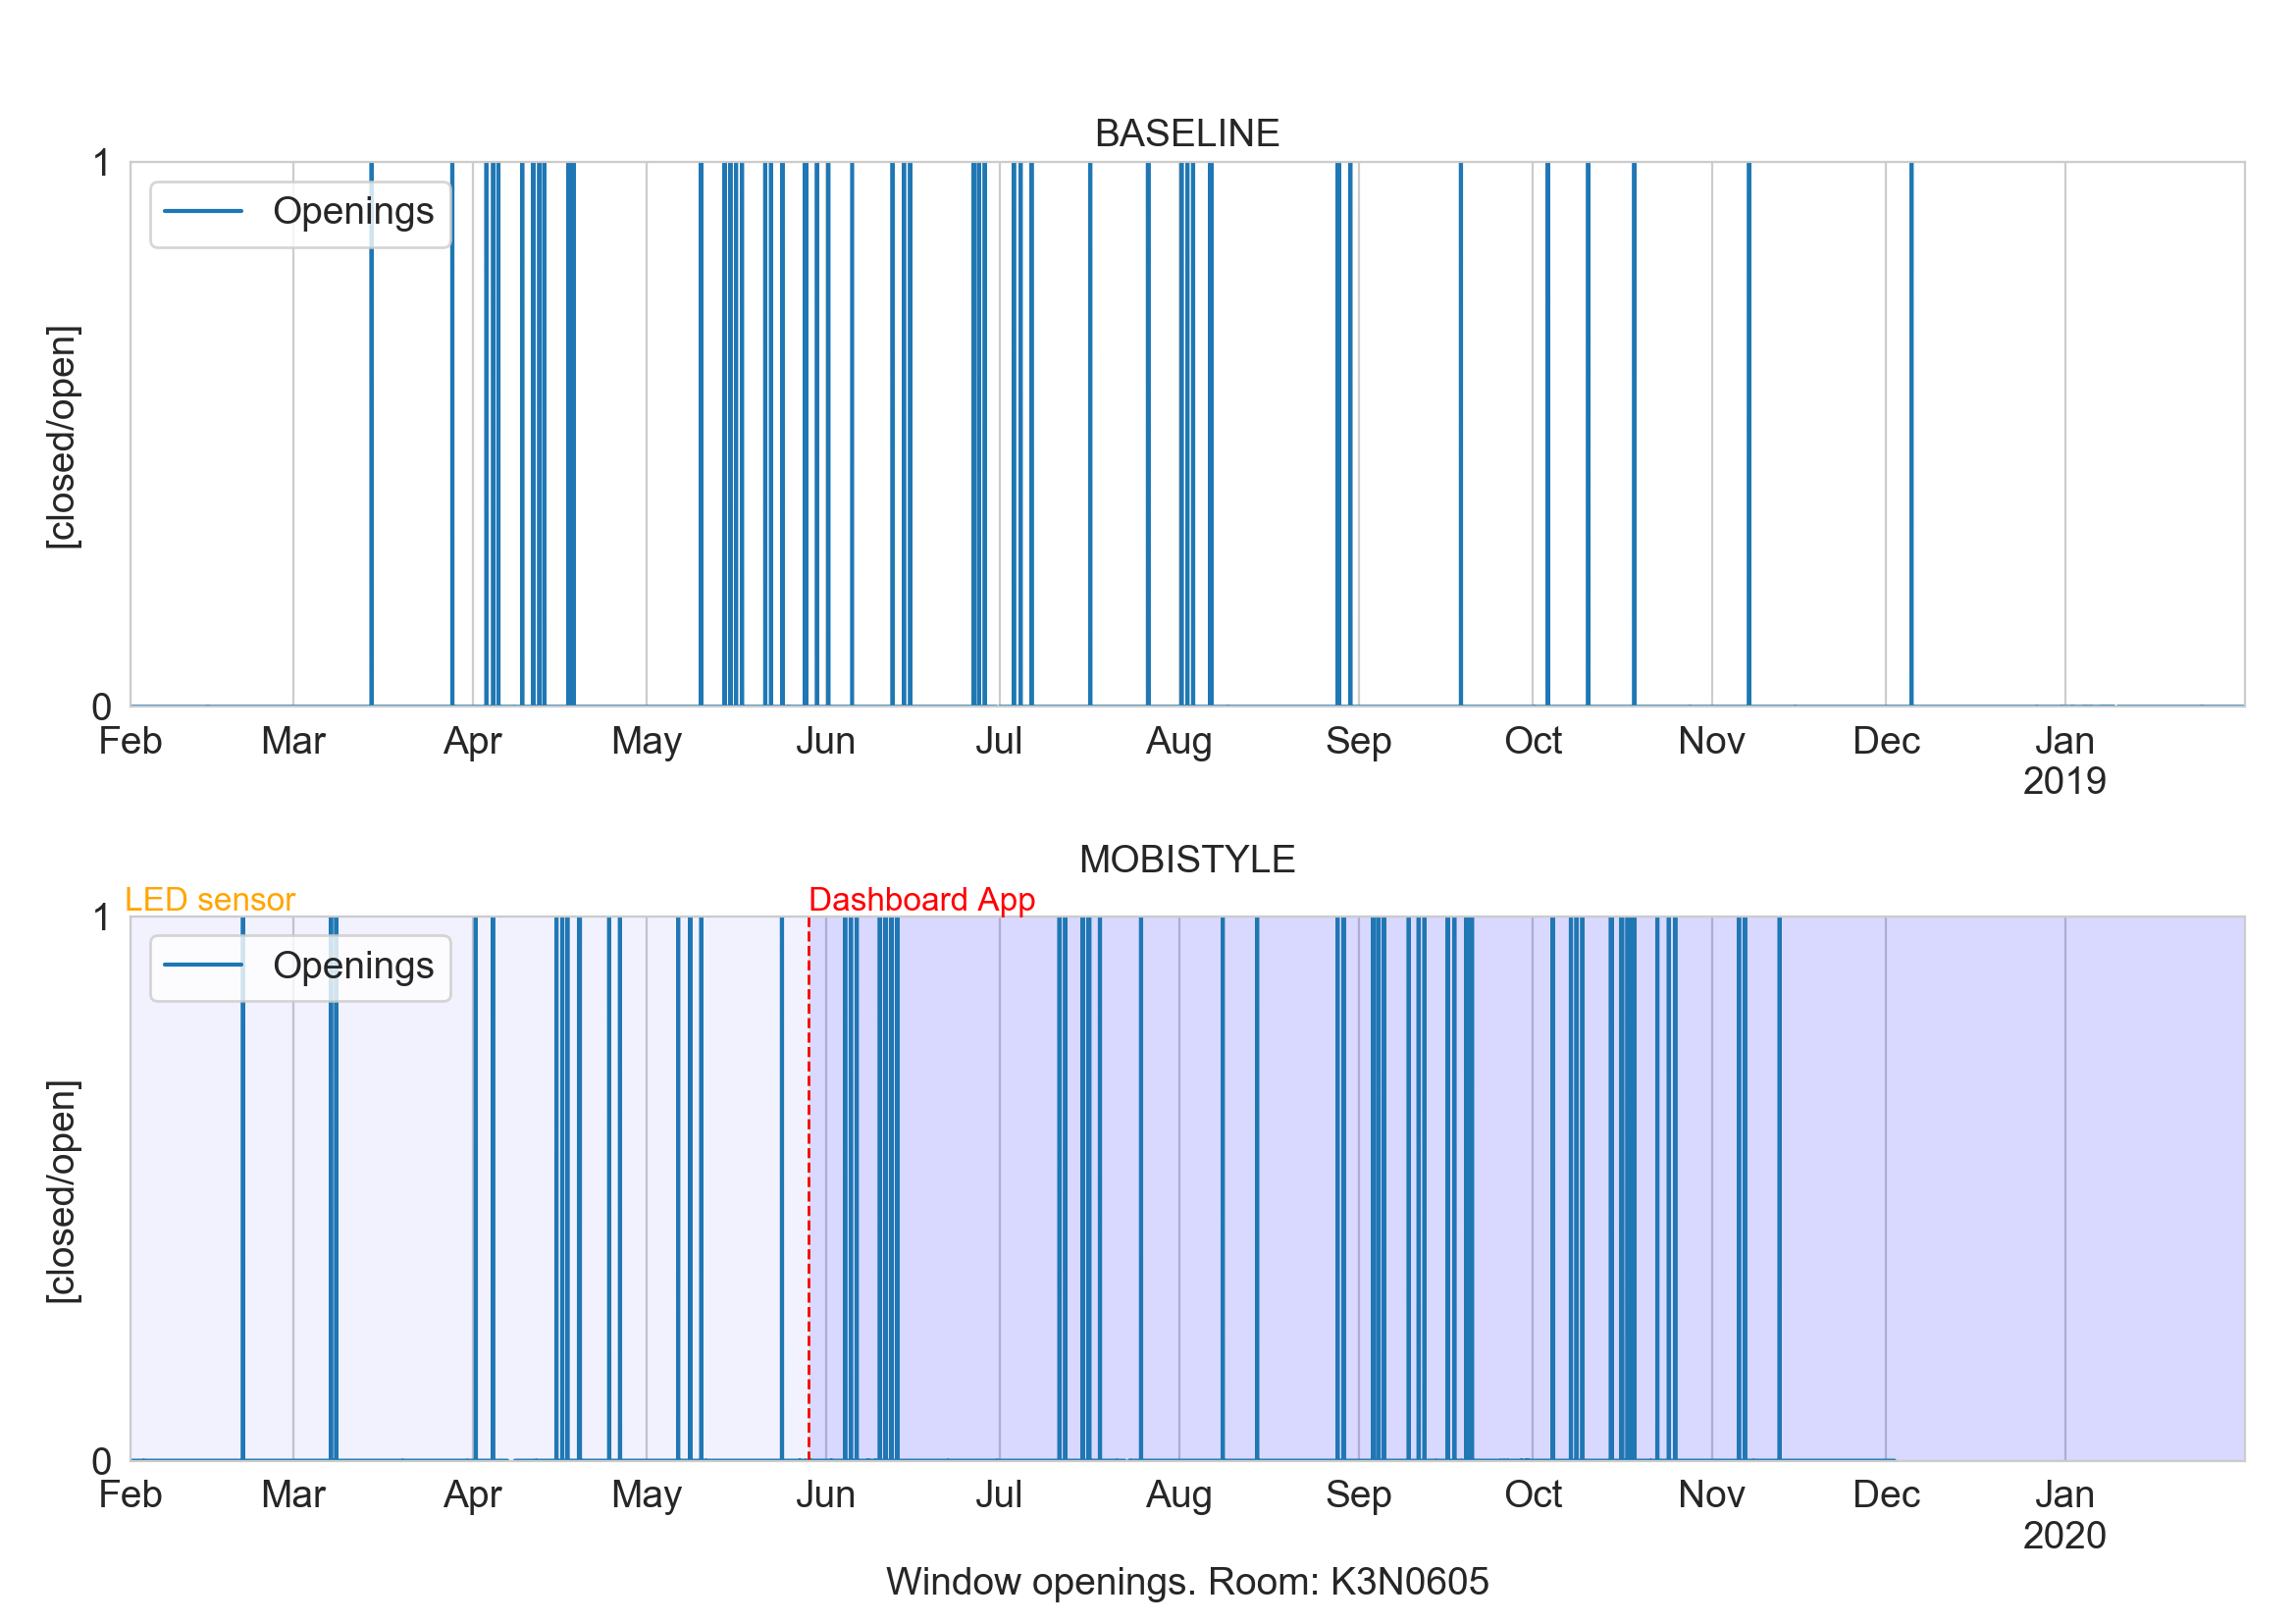 BASELINE
1
Openings
[closed/open]
0
Feb Mar Apr May Jun Jul Aug Sep Oct Nov Dec Jan
2019
MOBISTYLE
LED sensor Dashboard App
1
Openings
[closed/open]
0
Feb Mar Apr May Jun Jul Aug Sep Oct Nov Dec Jan
2020
Window openings. Room: K3N0605